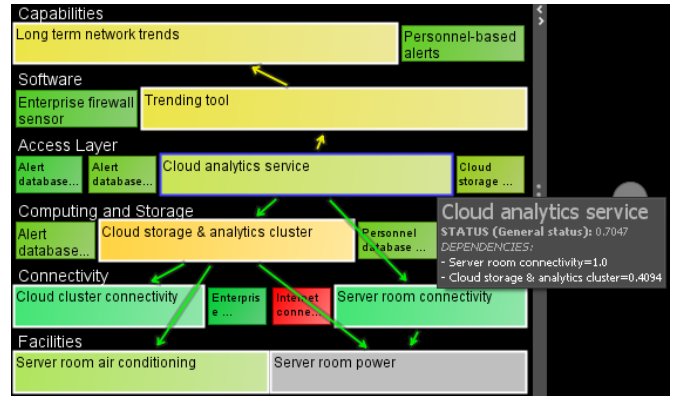 Capabilities
Long term network trends
Personnel-based
alerts
Software
Enterprise firewall
sensor
Trending tool
Access Layer
Alert
database...
Alert
database...
Cloud analytics service
Cloud
storage ...
Computing and Storage
Alert
database...
Cloud storage & analytics cluster
Personnel
database ...
Cloud analytics service
STATUS (General status): 0.7047
DEPENDENCIES:
- Server room connectivity=1.0
- Cloud storage & analytics cluster=0.4094
Connectivity
Cloud cluster connectivity
Enterpris
e ...
Internet
conne...
Server room connectivity
Facilities
Server room air conditioning
Server room power